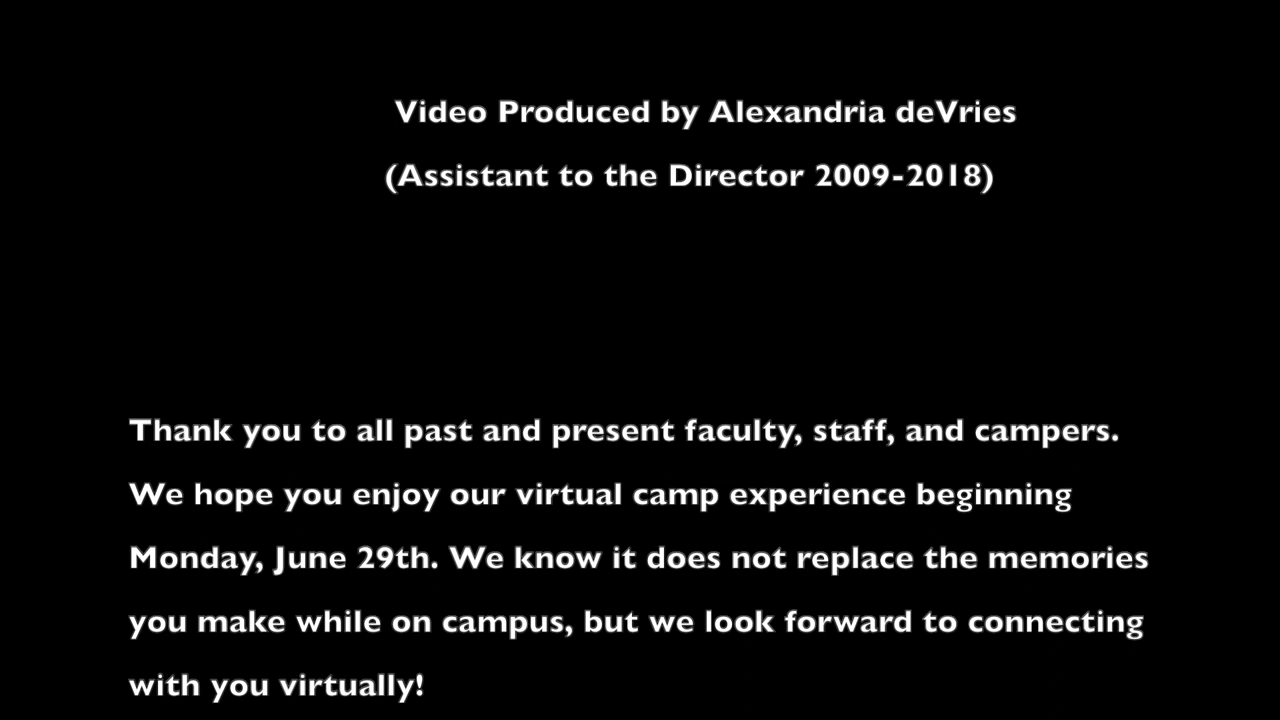 Video Produced by Alexandria deVries
(Assistant to the Director 2009-2018)
Thank you to all past and present faculty, staff, and campers.
We hope you enjoy our virtual camp experience beginning
Monday, June 29th. We know it does not replace the memories
you make while on campus, but we look forward to connecting
with you virtually!